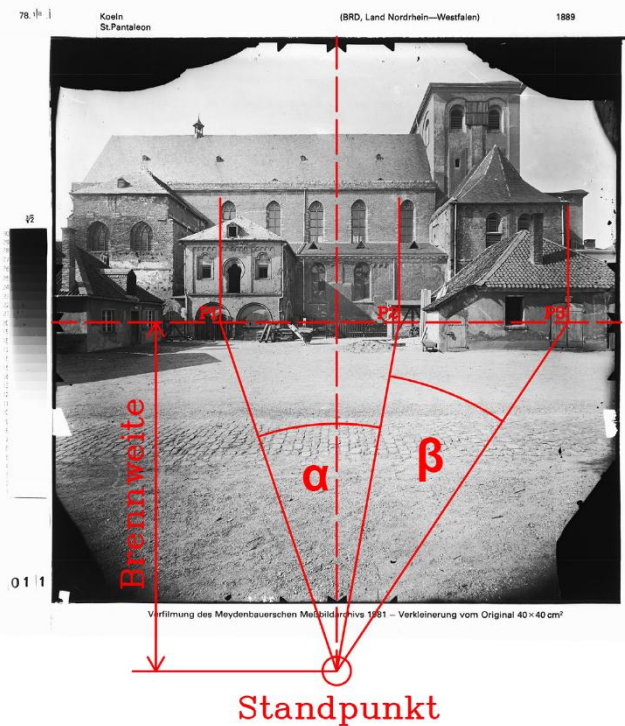 Koeln (BRD, Land Nordrhein—Westfalen) 1889
St.Pantaleon
P1 P2 P3
Brennweite
α β
011
Verfilmung des Meydenbauerschen Meßbildarchivs 1981 — Verkleinerung vom Original 40×40 cm²
Standpunkt